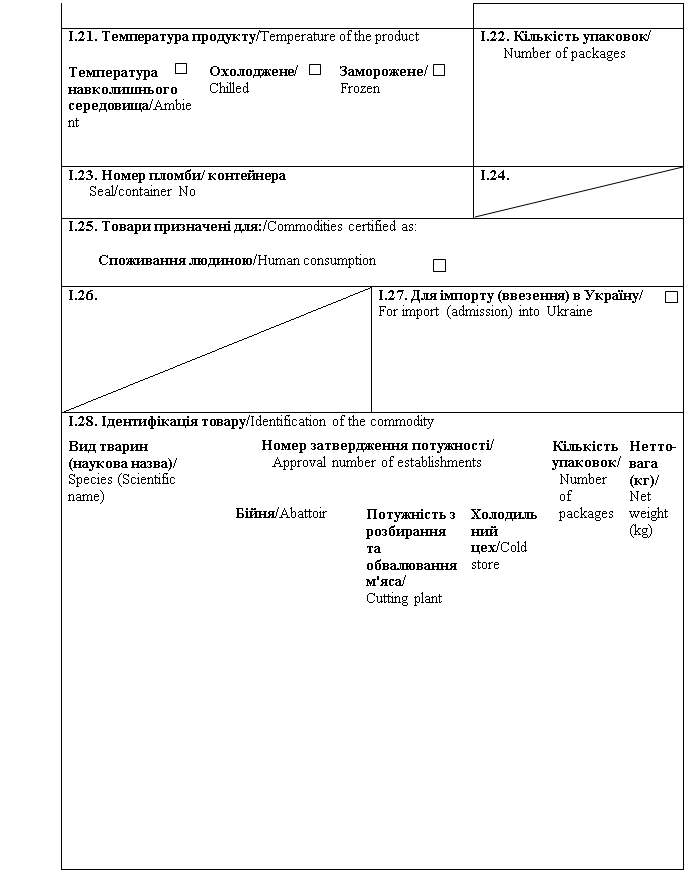 I.21. Температура продукту/Temperature of the product
I.22. Кількість упаковок/
Number of packages
Температура
навколишнього
середовища/Ambie
nt
Охолоджене/
Chilled
Заморожене/
Frozen
I.23. Номер пломби/ контейнера
Seal/container No
I.24.
I.25. Товари призначені для:/Commodities certified as:
Споживання людиною/Human consumption
I.26.
I.27. Для імпорту (ввезення) в Україну/
For import (admission) into Ukraine
I.28. Ідентифікація товару/Identification of the commodity
Вид тварин
(наукова назва)/
Species (Scientific
name)
Номер затвердження потужності/
Approval number of establishments
Кількість
упаковок/
Number
of
packages
Нетто-
вага
(кг)/
Net
weight
(kg)
Бійня/Abattoir
Потужність з
розбирання
та
обвалювання
м'яса/
Cutting plant
Холодиль
ний
цех/Cold
store